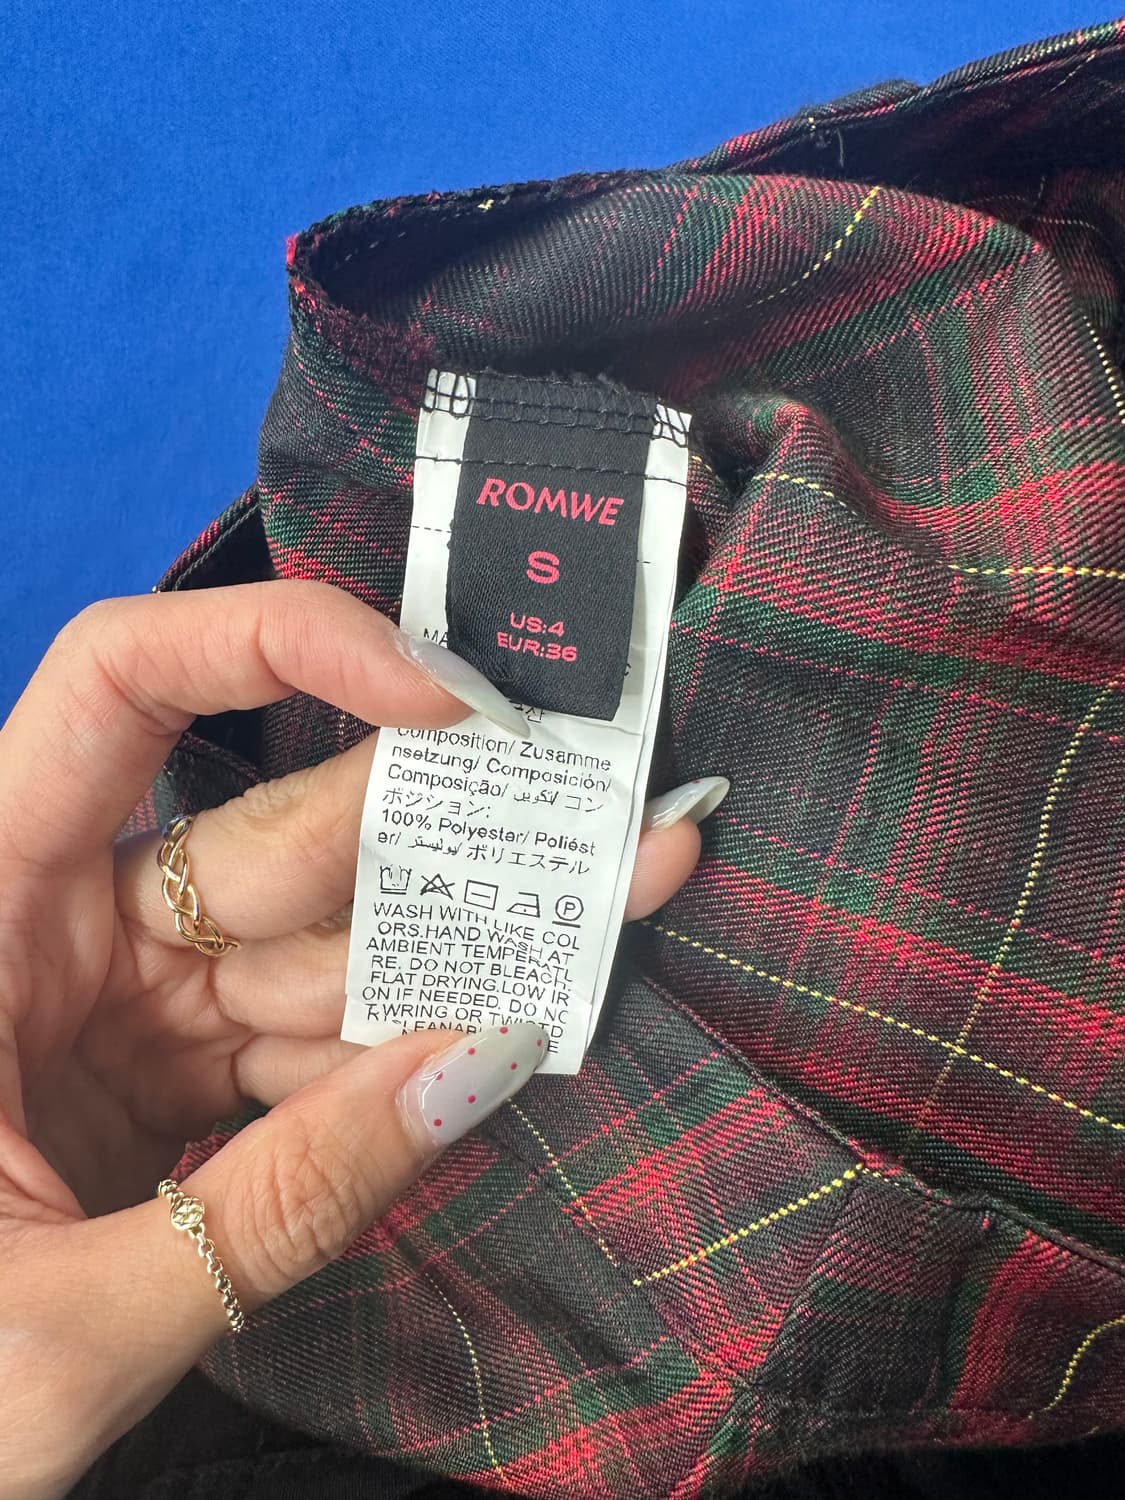 ROMWE
S
US:4
EUR:36
MA
Composition/ Zusamme
nsetzung/ Composición/
Composição/ تكوين/ コン
ポジション:
100% Polyester/ Poliést
er/ بوليستر/ ポリエステル
P
WASH WITH LIKE COL
ORS.HAND WASH AT
AMBIENT TEMPERATU
RE. DO NOT BLEACH.
FLAT DRYING.LOW IR
ON IF NEEDED. DO NO
T WRING OR TWIST.D